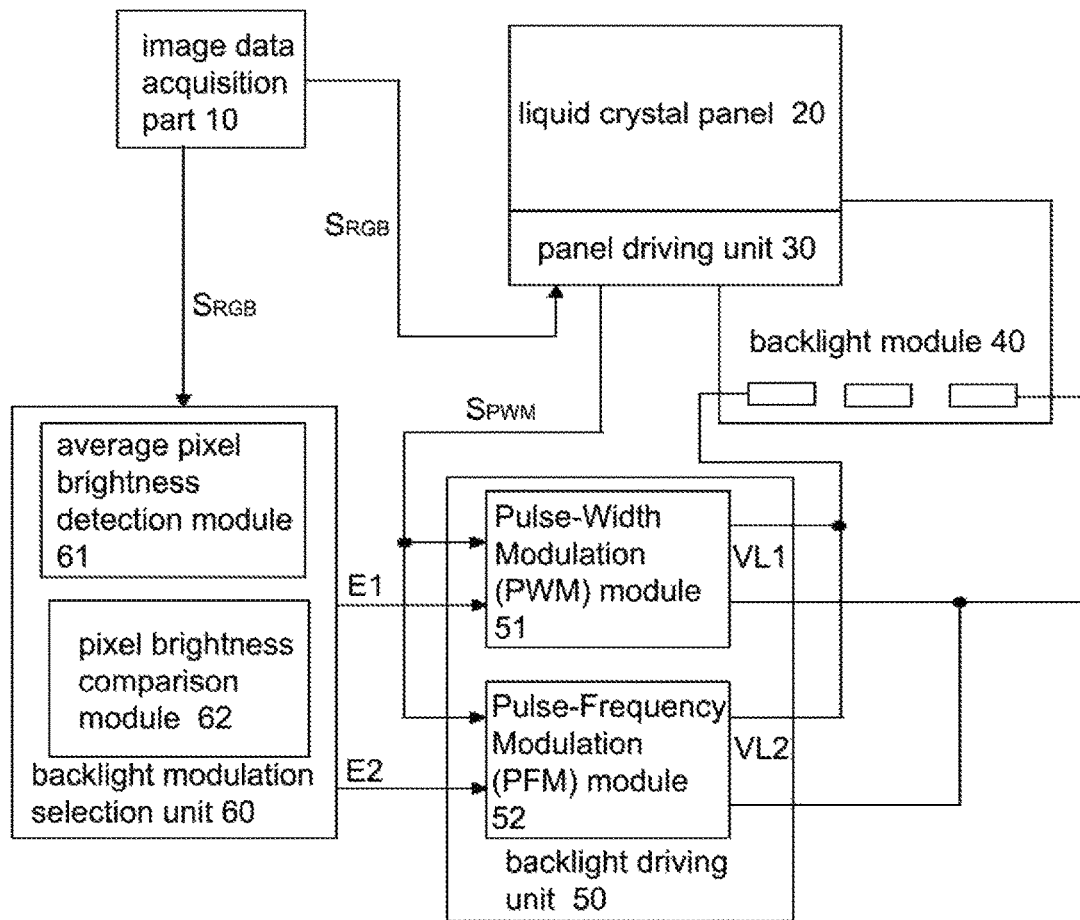 image data
acquisition
part 10
liquid crystal panel 20
SRGB
panel driving unit 30
SRGB
backlight module 40
SPWM
average pixel
brightness
detection module
61
Pulse-Width
Modulation
(PWM) module
51
VL1
E1
pixel brightness
comparison
module 62
Pulse-Frequency
Modulation
(PFM) module
52
VL2
E2
backlight modulation
selection unit 60
backlight driving
unit 50